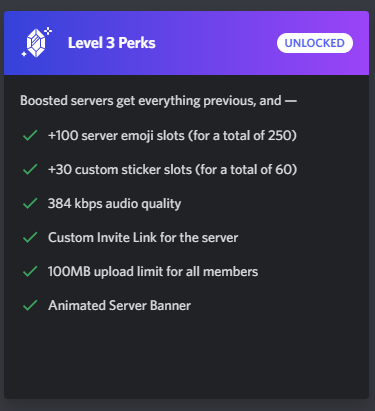 Level 3 Perks
UNLOCKED
Boosted servers get everything previous, and —
+100 server emoji slots (for a total of 250)
+30 custom sticker slots (for a total of 60)
384 kbps audio quality
Custom Invite Link for the server
100MB upload limit for all members
Animated Server Banner